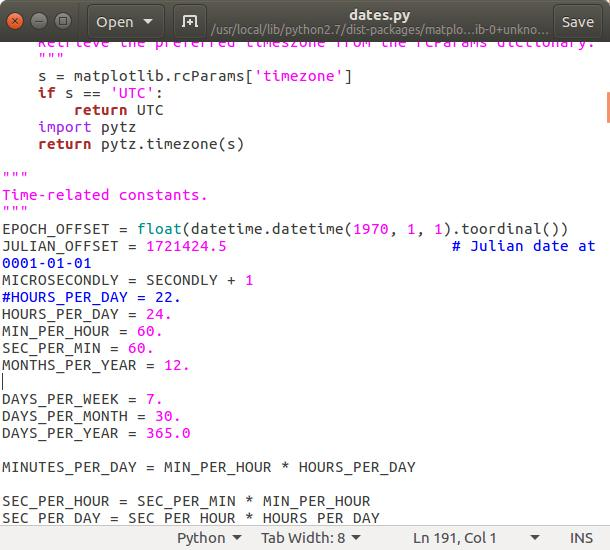 Open
dates.py
/usr/local/lib/python2.7/dist-packages/matplo...ib-0+unkno...
Save
Retrieve the preferred timeszone from the rcParams dictionary.
"""
s = matplotlib.rcParams['timezone']
if s == 'UTC':
return UTC
import pytz
return pytz.timezone(s)
"""
Time-related constants.
"""
EPOCH_OFFSET = float(datetime.datetime(1970, 1, 1).toordinal())
JULIAN_OFFSET = 1721424.5 # Julian date at
0001-01-01
MICROSECONDLY = SECONDLY + 1
#HOURS_PER_DAY = 22.
HOURS_PER_DAY = 24.
MIN_PER_HOUR = 60.
SEC_PER_MIN = 60.
MONTHS_PER_YEAR = 12.
DAYS_PER_WEEK = 7.
DAYS_PER_MONTH = 30.
DAYS_PER_YEAR = 365.0
MINUTES_PER_DAY = MIN_PER_HOUR * HOURS_PER_DAY
SEC_PER_HOUR = SEC_PER_MIN * MIN_PER_HOUR
SEC_PER_DAY = SEC_PER_HOUR * HOURS_PER_DAY
Python Tab Width: 8 Ln 191, Col 1 INS